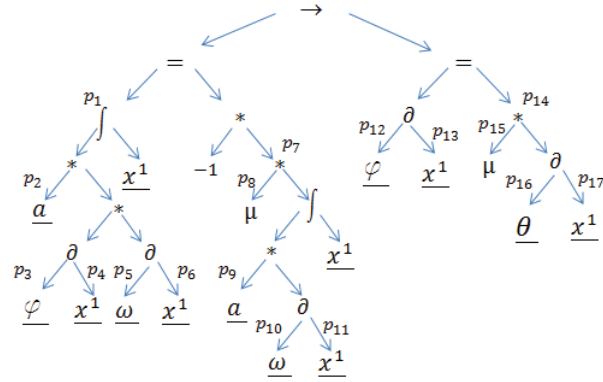 →
= =
p₁ ∫ * p₁₂ ∂ p₁₃ p₁₄ p₁₅ *
p₂ * x¹ −1 p₇ * φ x¹ μ p₁₆ ∂ p₁₇
a * p₈ μ ∫ θ x¹
p₃ ∂ p₄ p₅ ∂ p₆ p₉ * x¹
φ x¹ ω x¹ a p₁₀ ∂ p₁₁
ω x¹